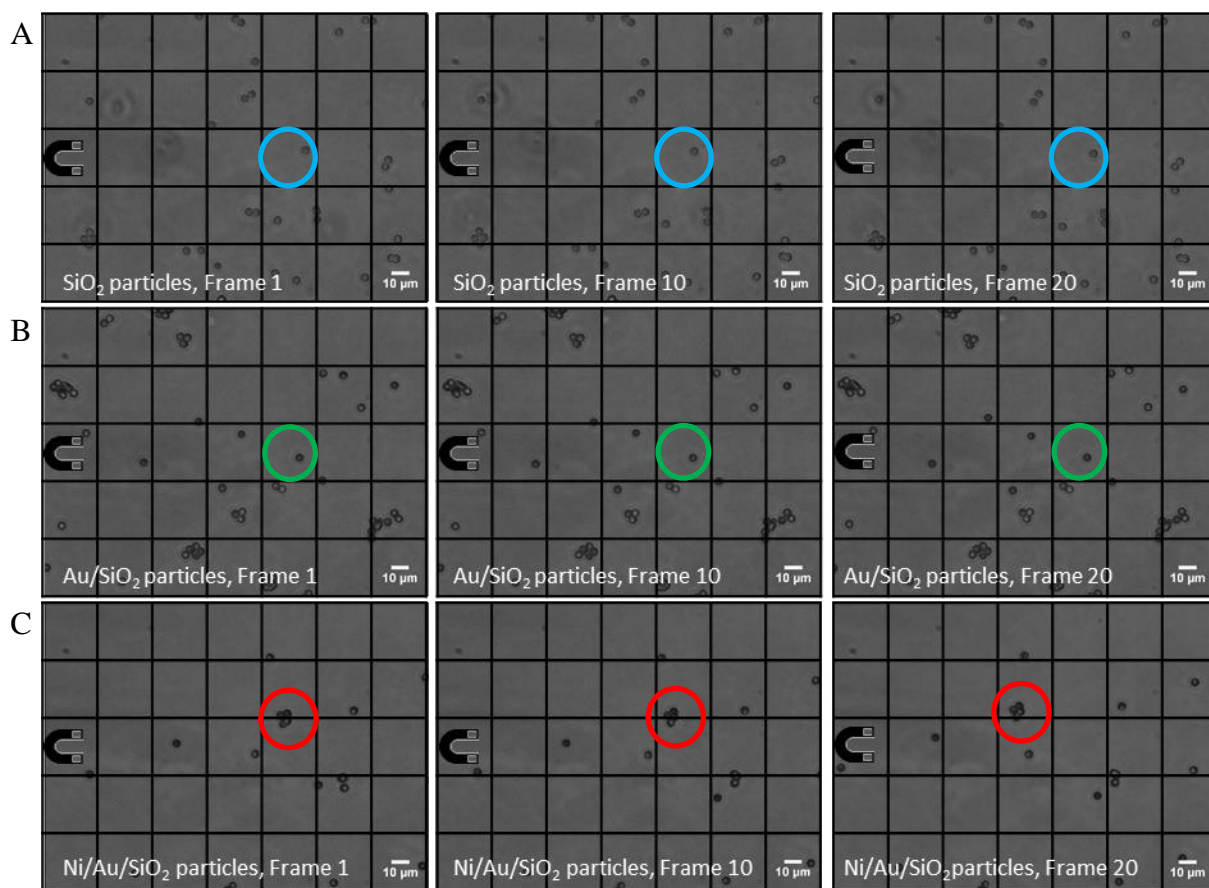 A
SiO₂ particles, Frame 1
10 µm
SiO₂ particles, Frame 10
10 µm
SiO₂ particles, Frame 20
10 µm
B
Au/SiO₂ particles, Frame 1
10 µm
Au/SiO₂ particles, Frame 10
10 µm
Au/SiO₂ particles, Frame 20
10 µm
C
Ni/Au/SiO₂ particles, Frame 1
10 µm
Ni/Au/SiO₂ particles, Frame 10
10 µm
Ni/Au/SiO₂particles, Frame 20
10 µm